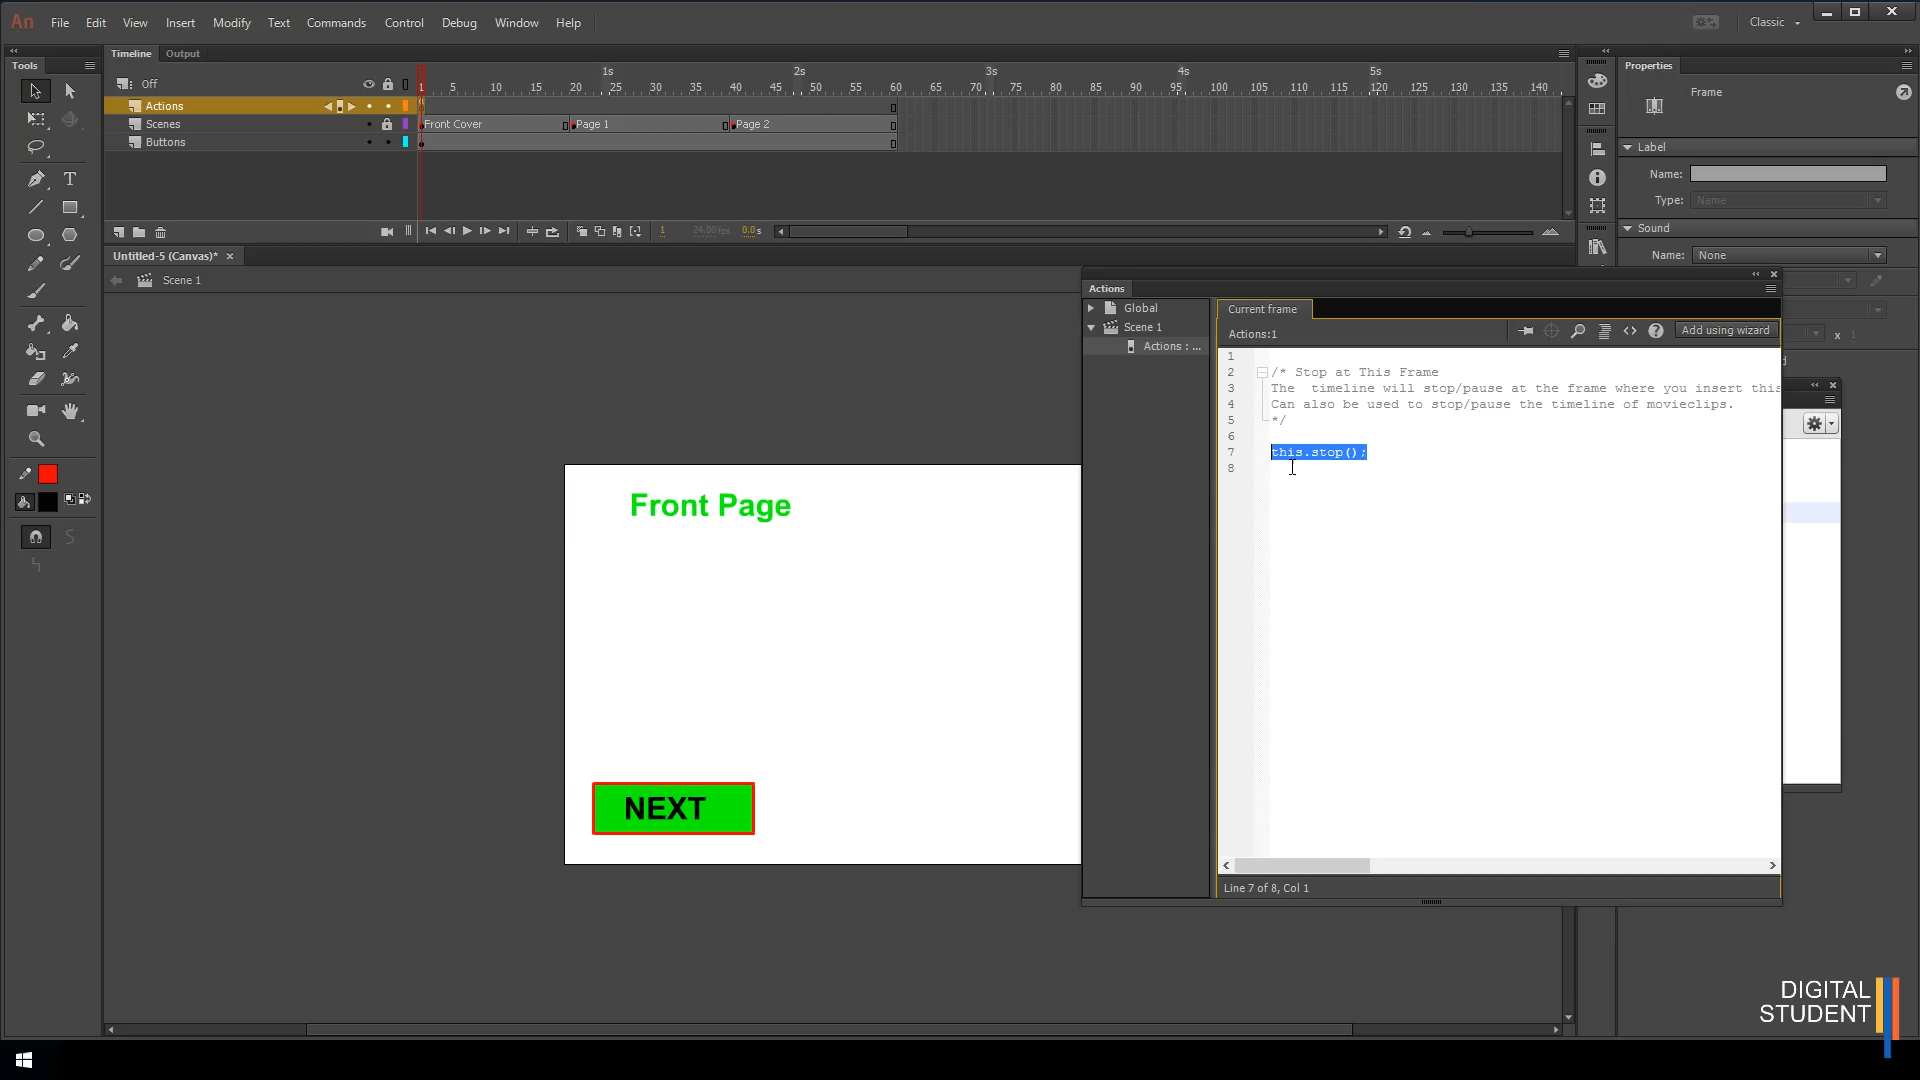 An File Edit View Insert Modify Text Commands Control Debug Window Help Classic
Tools
Timeline Output
Properties
Off
1s 2s 3s 4s 5s
1 5 10 15 20 25 30 35 40 45 50 55 60 65 70 75 80 85 90 95 100 105 110 115 120 125 130 135 140
Actions
Scenes Front Cover Page 1 Page 2
Buttons
1 24.00 fps 0.0 s
Frame
Label
Name:
Type: Name
Sound
Name: None
Untitled-5 (Canvas)*
Scene 1
Actions
Global
Scene 1
Actions : ...
Current frame
Actions:1
Add using wizard
x
1
2 /* Stop at This Frame
3 The timeline will stop/pause at the frame where you insert this
4 Can also be used to stop/pause the timeline of movieclips.
5 */
6
7 this.stop();
8
Line 7 of 8, Col 1
Front Page
NEXT
DIGITAL
STUDENT